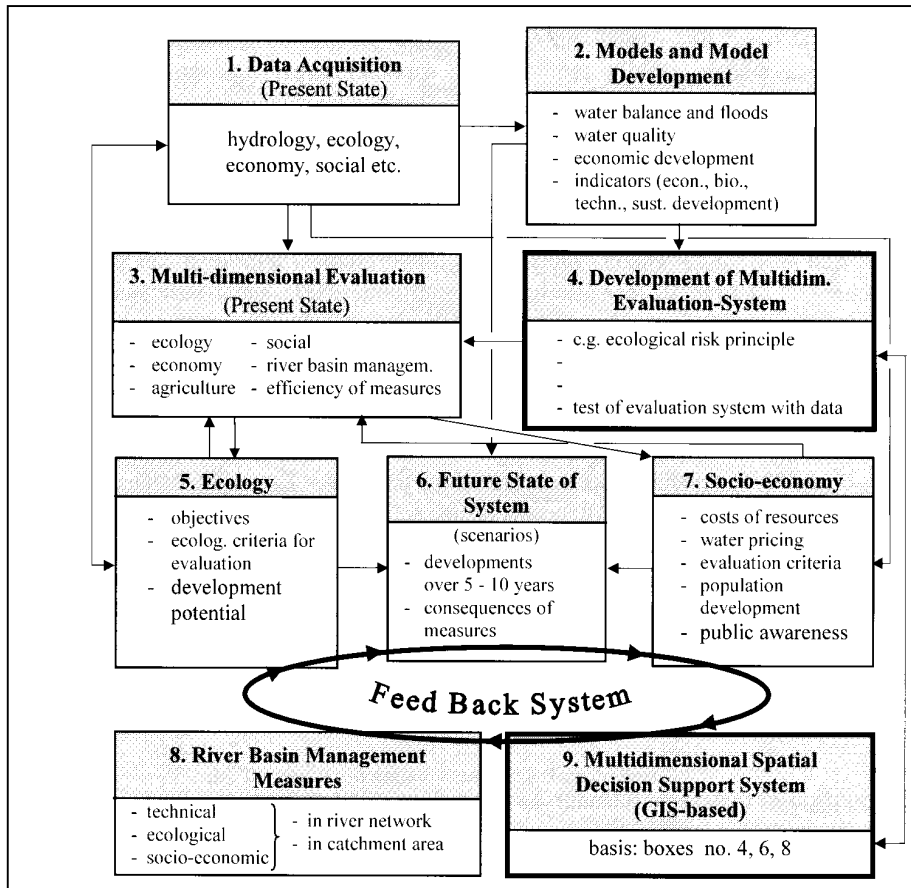 1. Data Acquisition
(Present State)
hydrology, ecology,
economy, social etc.
2. Models and Model
Development
- water balance and floods
- water quality
- economic development
- indicators (econ., bio.,
techn., sust. development)
3. Multi-dimensional Evaluation
(Present State)
- ecology - social
- economy - river basin managem.
- agriculture - efficiency of measures
4. Development of Multidim.
Evaluation-System
- e.g. ecological risk principle
-
-
- test of evaluation system with data
5. Ecology
- objectives
- ecolog. criteria for
evaluation
- development
potential
6. Future State of
System
(scenarios)
- developments
over 5 - 10 years
- consequences of
measures
7. Socio-economy
- costs of resources
- water pricing
- evaluation criteria
- population
development
- public awareness
Feed Back System
8. River Basin Management
Measures
- technical
- ecological
- socio-economic
- in river network
- in catchment area
9. Multidimensional Spatial
Decision Support System
(GIS-based)
basis: boxes no. 4, 6, 8